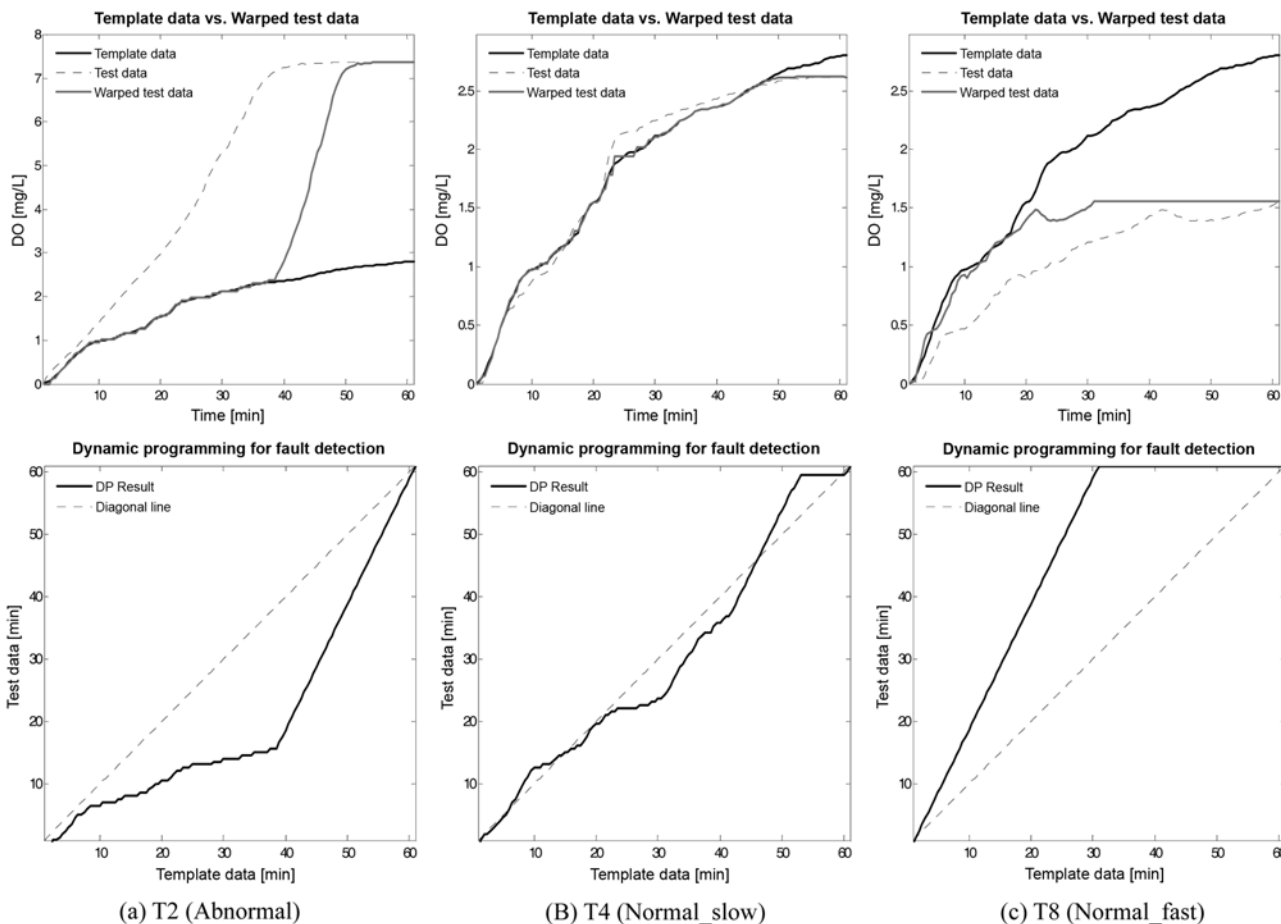 Template data vs. Warped test data
8
7
6
5
4
3
2
1
0
DO [mg/L]
Template data
Test data
Warped test data
10
20
30
40
50
60
Time [min]
Template data vs. Warped test data
2.5
2
1.5
1
0.5
0
DO [mg/L]
Template data
Test data
Warped test data
10
20
30
40
50
60
Time [min]
Template data vs. Warped test data
2.5
2
1.5
1
0.5
0
DO [mg/L]
Template data
Test data
Warped test data
10
20
30
40
50
60
Time [min]
Dynamic programming for fault detection
60
50
40
30
20
10
Test data [min]
DP Result
Diagonal line
10
20
30
40
50
60
Template data [min]
Dynamic programming for fault detection
60
50
40
30
20
10
Test data [min]
DP Result
Diagonal line
10
20
30
40
50
60
Template data [min]
Dynamic programming for fault detection
60
50
40
30
20
10
Test data [min]
DP Result
Diagonal line
10
20
30
40
50
60
Template data [min]
(a) T2 (Abnormal)
(B) T4 (Normal_slow)
(c) T8 (Normal_fast)